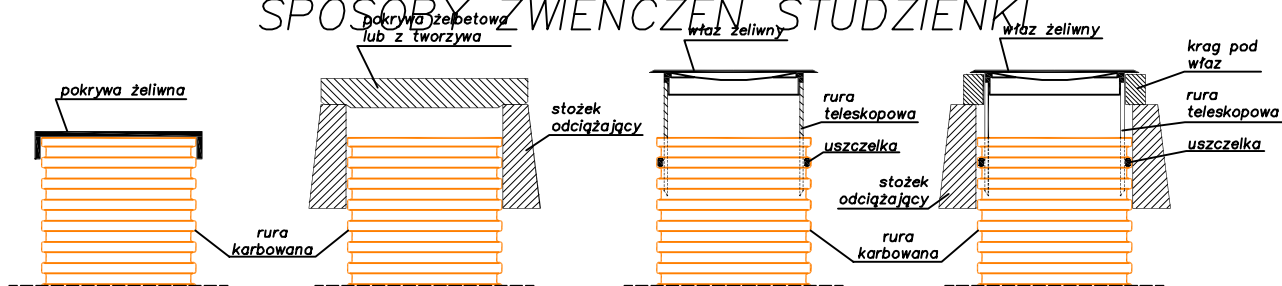 SPOSOBY ZWIEŃCZEŃ STUDZIENKI
pokrywa żeliwna
pokrywa żelbetowa
lub z tworzywa
stożek
odciążający
rura
karbowana
właz żeliwny
rura
teleskopowa
uszczelka
stożek
odciążający
rura
karbowana
właz żeliwny
krag pod
właz
rura
teleskopowa
uszczelka